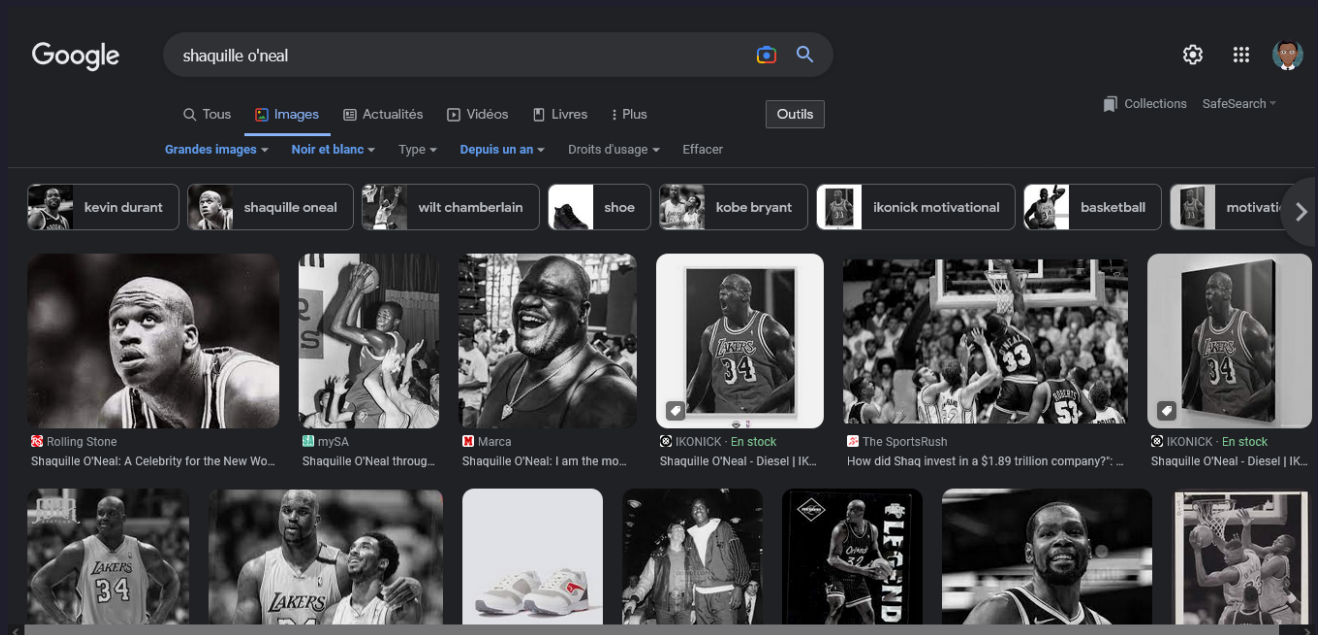 Google
shaquille o'neal
Tous
Images
Actualités
Vidéos
Livres
Plus
Outils
Collections
SafeSearch
Grandes images
Noir et blanc
Type
Depuis un an
Droits d'usage
Effacer
kevin durant
shaquille oneal
wilt chamberlain
shoe
kobe bryant
ikonick motivational
basketball
LAKERS
34
O'NEAL
33
ROBERTS
53
LAKERS
34
Rolling Stone
mySA
Marca
IKONICK · En stock
The SportsRush
IKONICK · En stock
Shaquille O'Neal: A Celebrity for the New Wo...
Shaquille O'Neal throug...
Shaquille O'Neal: I am the mo...
Shaquille O'Neal - Diesel | IK...
How did Shaq invest in a $1.89 trillion company?": ...
Shaquille O'Neal - Diesel | IK...
LAKERS
34
LAKERS
LEGEND